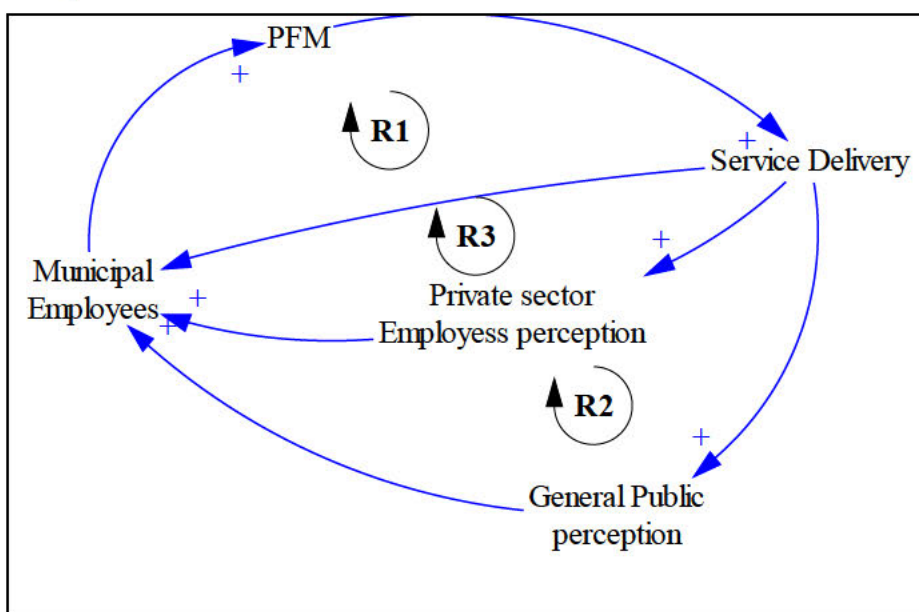 PFM
+
R1
+
Service Delivery
R3
+
Municipal
Employees
+
+
Private sector
Employess perception
R2
+
General Public
perception